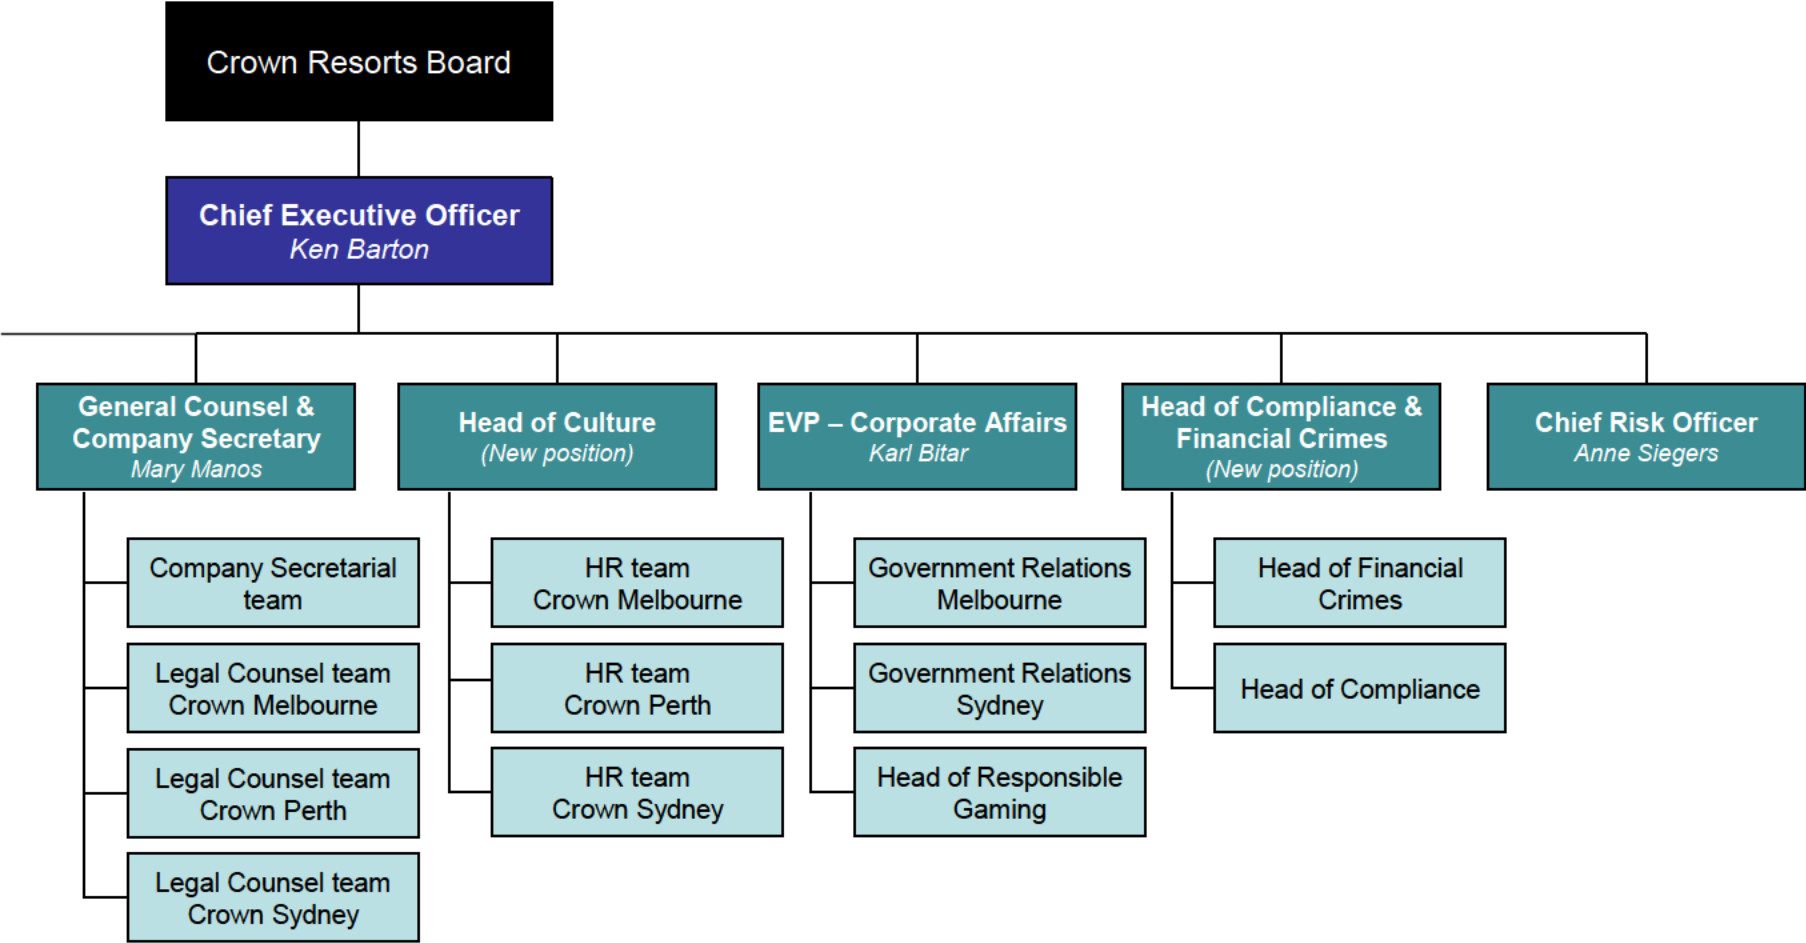 Crown Resorts Board
Chief Executive Officer
Ken Barton
General Counsel &
Company Secretary
Mary Manos
Head of Culture
(New position)
EVP – Corporate Affairs
Karl Bitar
Head of Compliance &
Financial Crimes
(New position)
Chief Risk Officer
Anne Siegers
Company Secretarial
team
Legal Counsel team
Crown Melbourne
Legal Counsel team
Crown Perth
Legal Counsel team
Crown Sydney
HR team
Crown Melbourne
HR team
Crown Perth
HR team
Crown Sydney
Government Relations
Melbourne
Government Relations
Sydney
Head of Responsible
Gaming
Head of Financial
Crimes
Head of Compliance